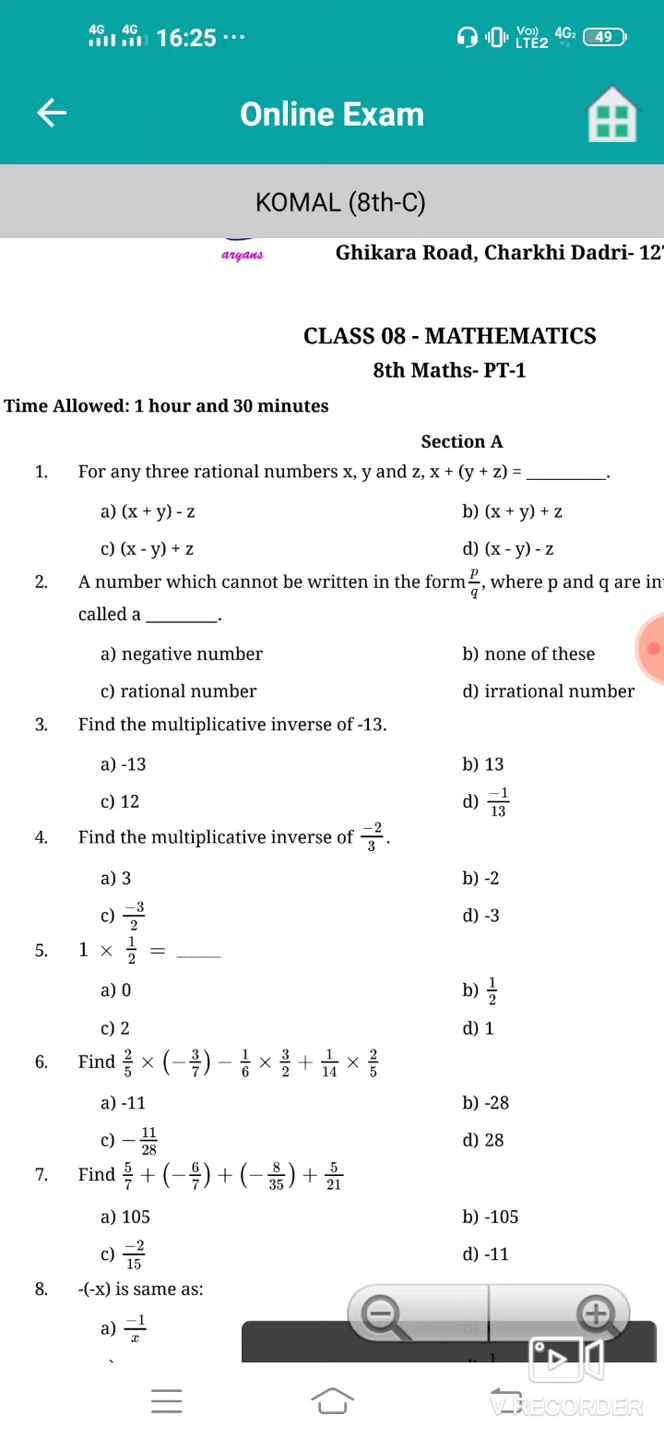 4G 4G 16:25 ··· Vo)) LTE2 4G2 49
Online Exam
KOMAL (8th-C)
aryans Ghikara Road, Charkhi Dadri- 12
CLASS 08 - MATHEMATICS
8th Maths- PT-1
Time Allowed: 1 hour and 30 minutes
Section A
1. For any three rational numbers x, y and z, x + (y + z) = ________.
a) (x + y) - z b) (x + y) + z
c) (x - y) + z d) (x - y) - z
2. A number which cannot be written in the form p/q, where p and q are in
called a ________.
a) negative number b) none of these
c) rational number d) irrational number
3. Find the multiplicative inverse of -13.
a) -13 b) 13
c) 12 d) −1/13
4. Find the multiplicative inverse of −2/3.
a) 3 b) -2
c) −3/2 d) -3
5. 1 × 1/2 = ____
a) 0 b) 1/2
c) 2 d) 1
6. Find 2/5 × (−3/7) − 1/6 × 3/2 + 1/14 × 2/5
a) -11 b) -28
c) −11/28 d) 28
7. Find 5/7 + (−6/7) + (−8/35) + 5/21
a) 105 b) -105
c) −2/15 d) -11
8. -(-x) is same as:
a) −1/x
V RECORDER